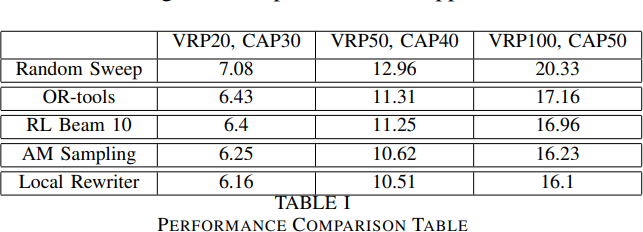 VRP20, CAP30 VRP50, CAP40 VRP100, CAP50
Random Sweep 7.08 12.96 20.33
OR-tools 6.43 11.31 17.16
RL Beam 10 6.4 11.25 16.96
AM Sampling 6.25 10.62 16.23
Local Rewriter 6.16 10.51 16.1
TABLE I
PERFORMANCE COMPARISON TABLE